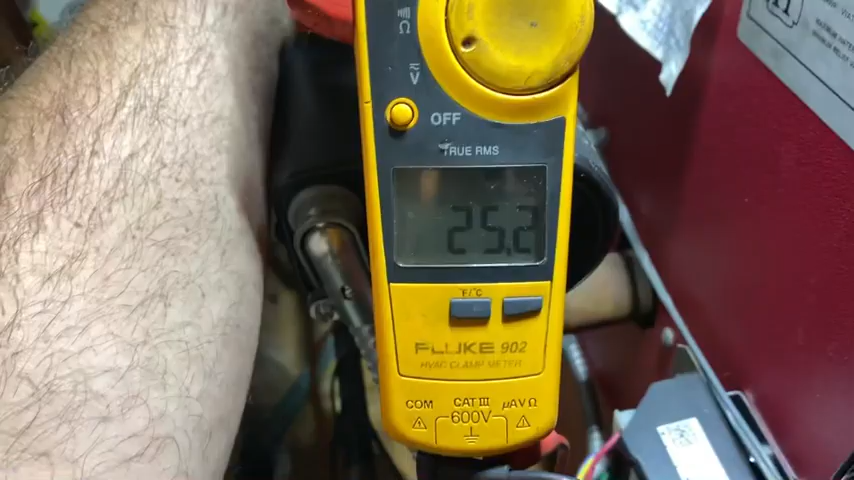 Ω
V
OFF
TRUE RMS
25.2
°F/°C
FLUKE 902
HVAC CLAMP METER
COM CAT III µAVΩ
600V